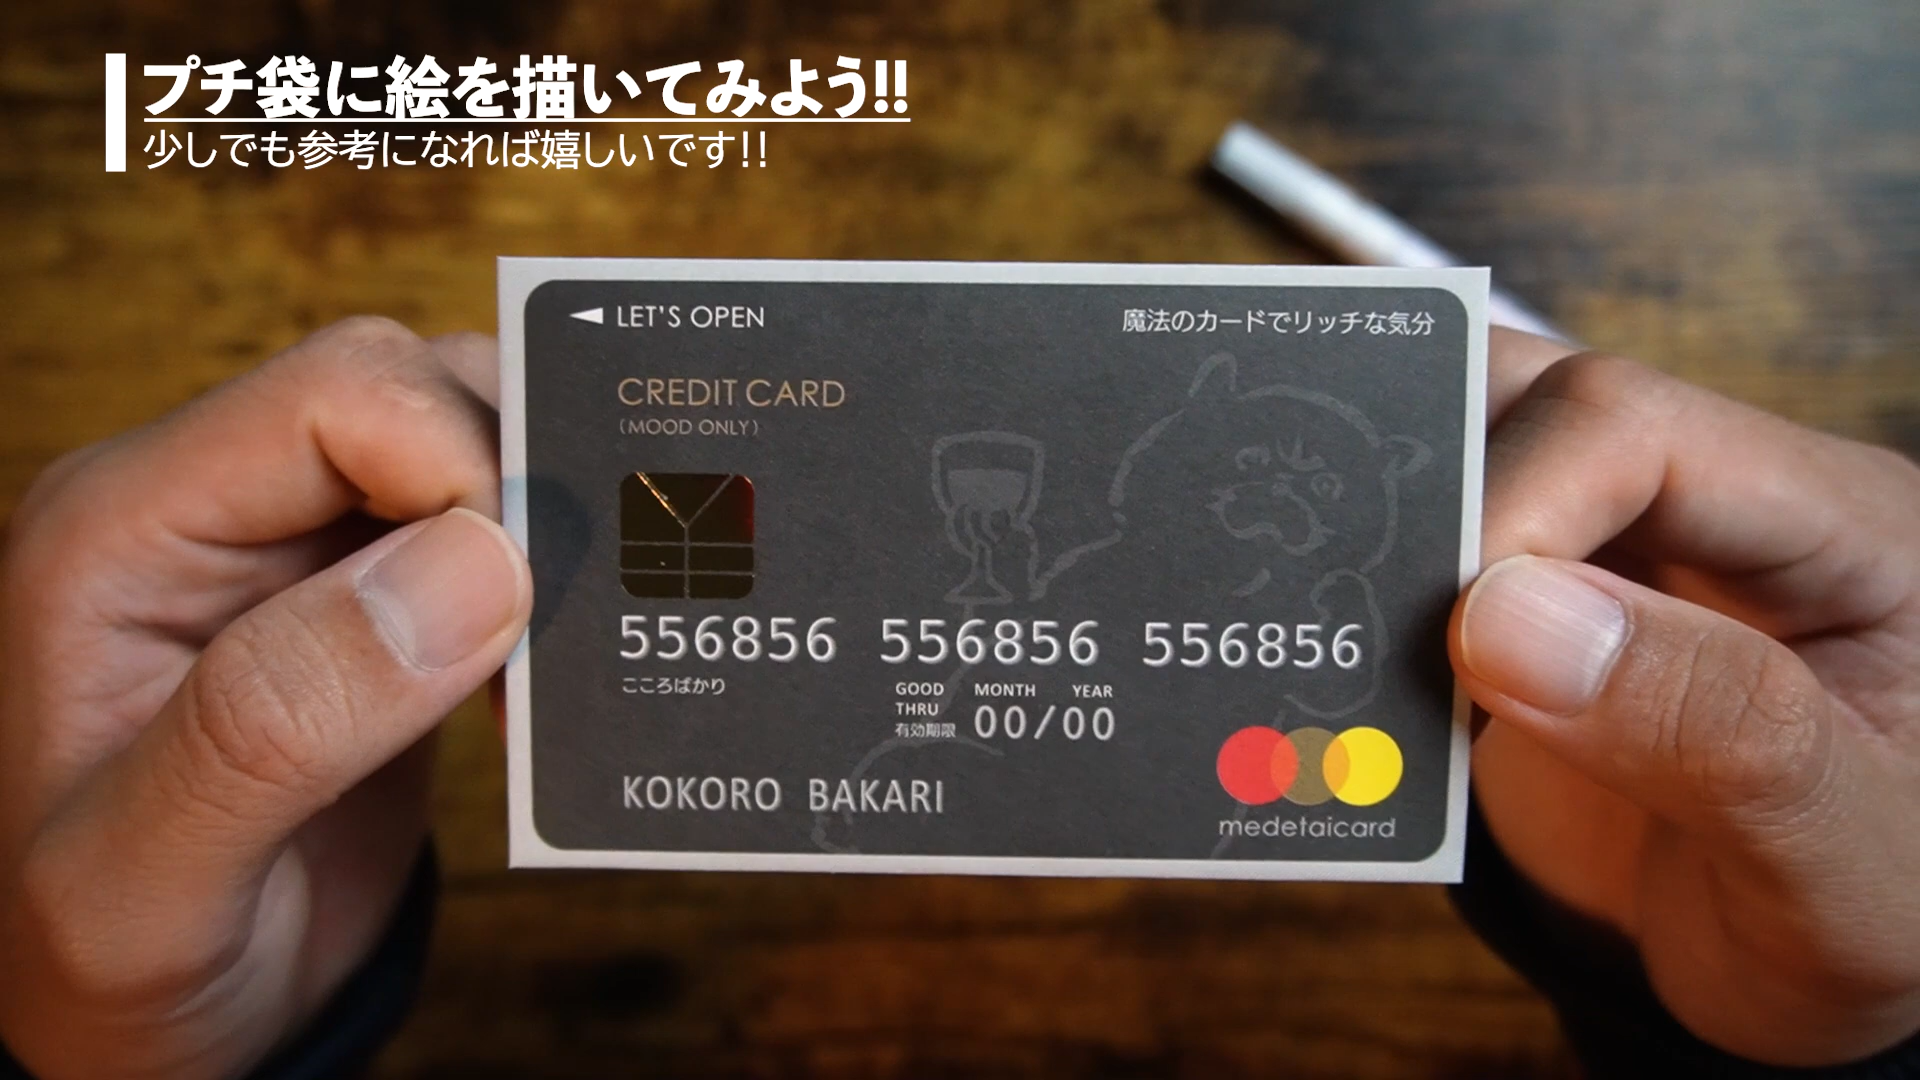 プチ袋に絵を描いてみよう!!
少しでも参考になれば嬉しいです!!
LET'S OPEN
魔法のカードでリッチな気分
CREDIT CARD
(MOOD ONLY)
556856 556856 556856
こころばかり
GOOD THRU
有効期限
MONTH YEAR
00/00
KOKORO BAKARI
medetaicard